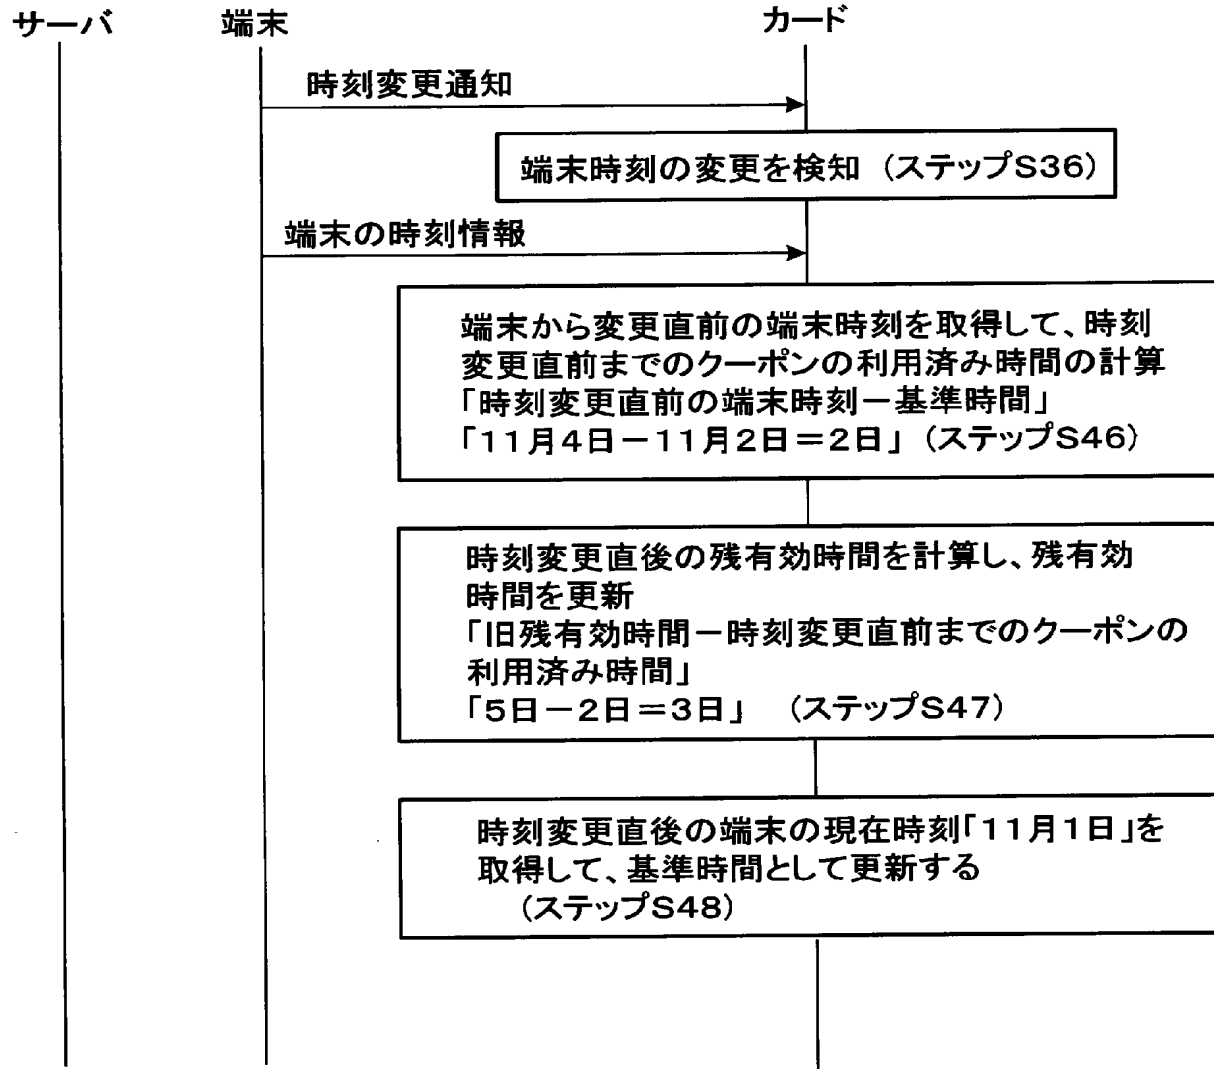 サーバ
端末
カード
時刻変更通知
端末時刻の変更を検知 (ステップS36)
端末の時刻情報
端末から変更直前の端末時刻を取得して、時刻
変更直前までのクーポンの利用済み時間の計算
「時刻変更直前の端末時刻－基準時間」
「11月4日－11月2日＝2日」 (ステップS46)
時刻変更直後の残有効時間を計算し、残有効
時間を更新
「旧残有効時間－時刻変更直前までのクーポンの
利用済み時間」
「5日－2日＝3日」 (ステップS47)
時刻変更直後の端末の現在時刻「11月1日」を
取得して、基準時間として更新する
(ステップS48)